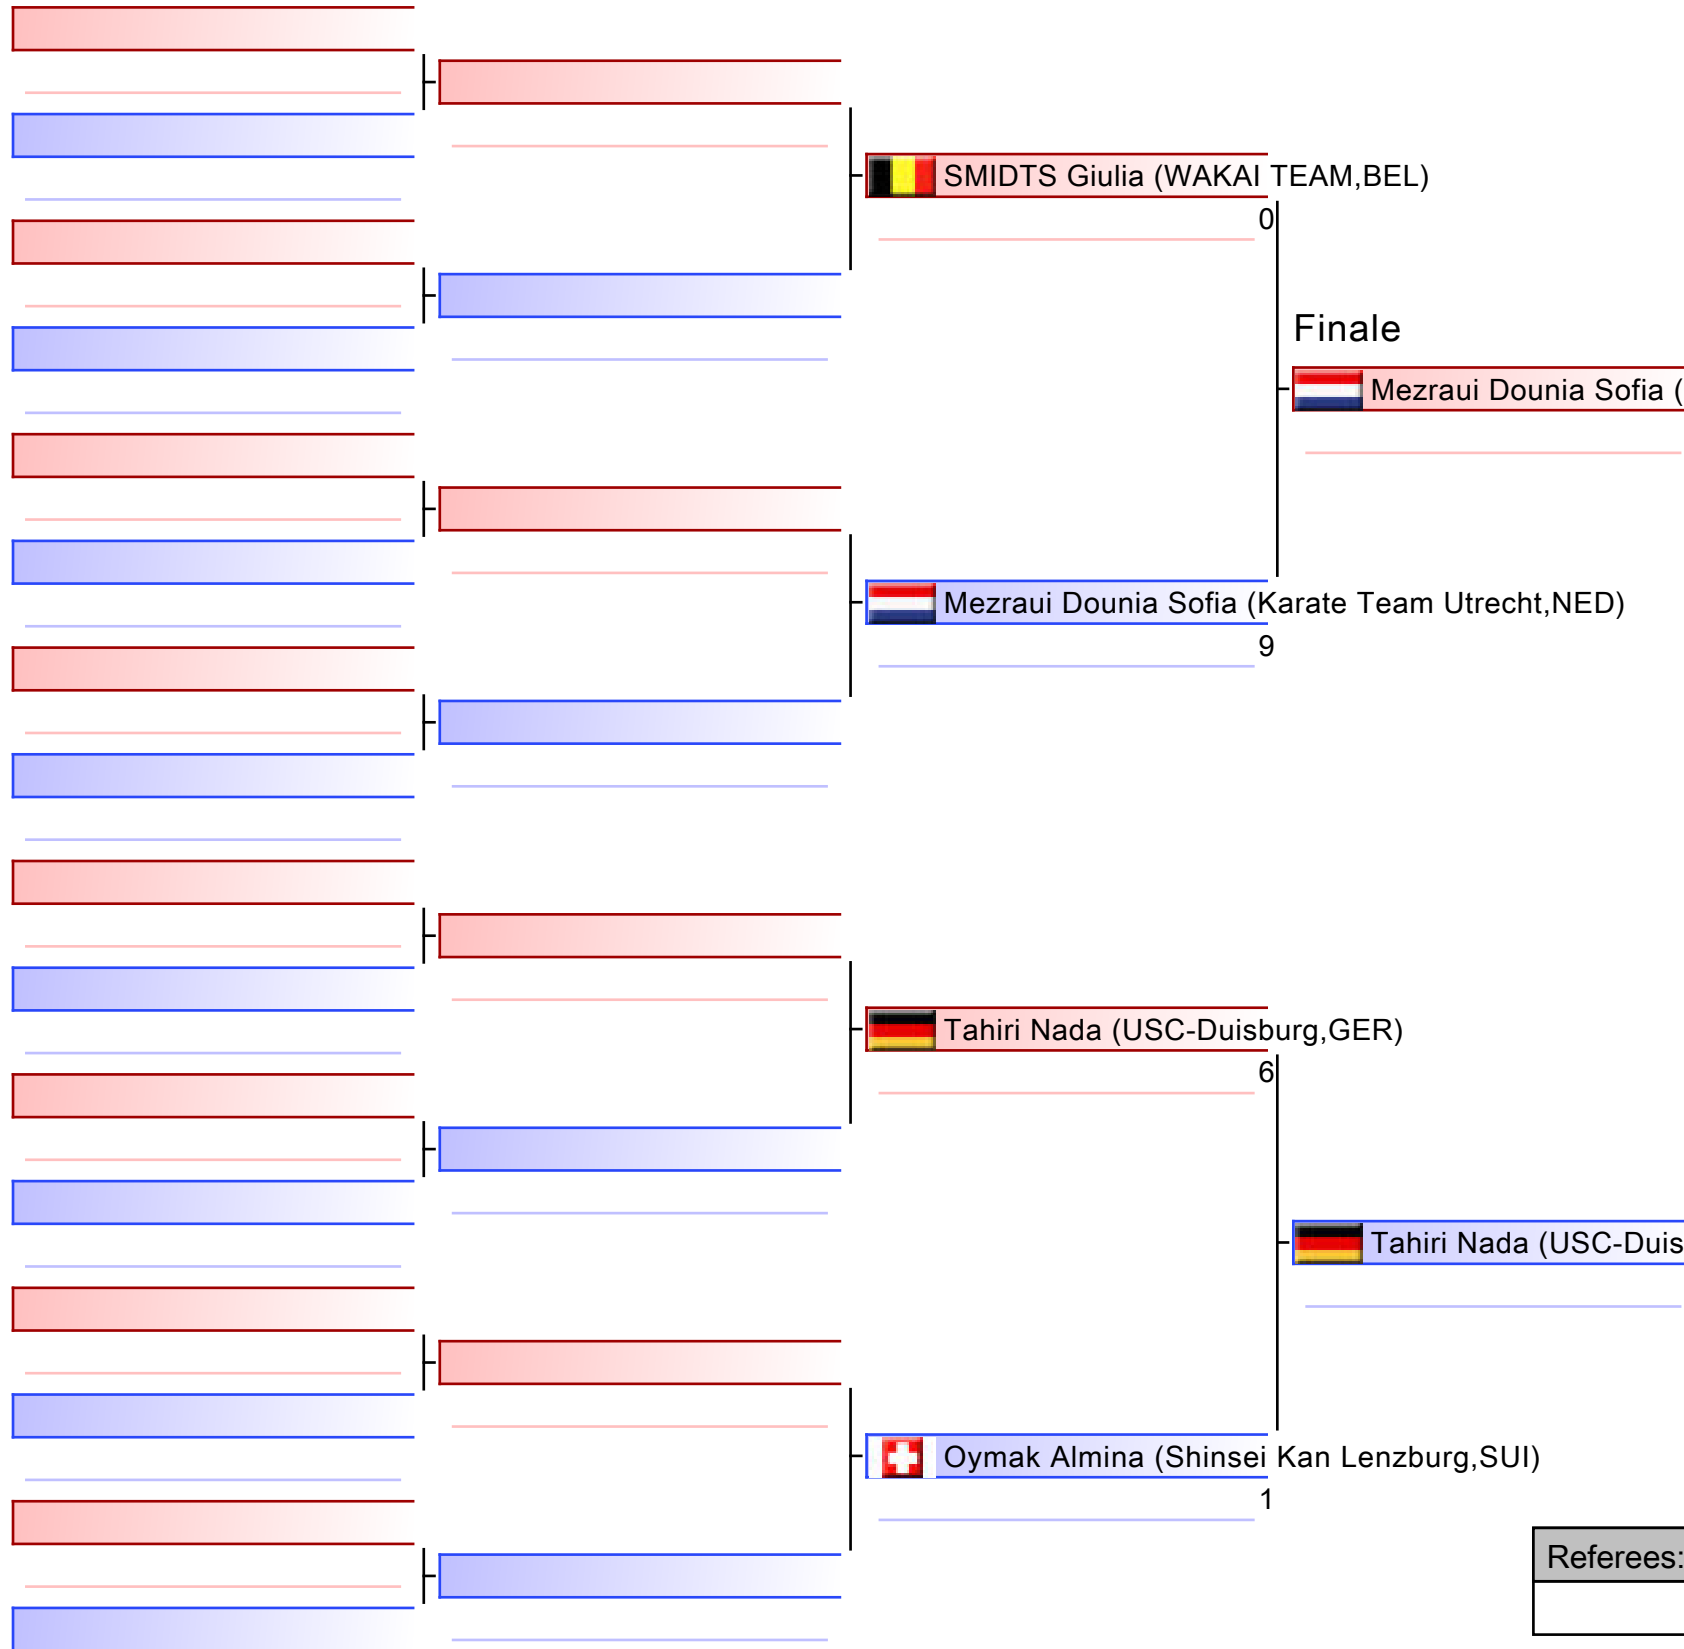 SMIDTS Giulia (WAKAI TEAM,BEL)
0
Finale
Mezraui Dounia Sofia (
Mezraui Dounia Sofia (Karate Team Utrecht,NED)
9
Tahiri Nada (USC-Duisburg,GER)
6
Tahiri Nada (USC-Duis
Oymak Almina (Shinsei Kan Lenzburg,SUI)
1
Referees: